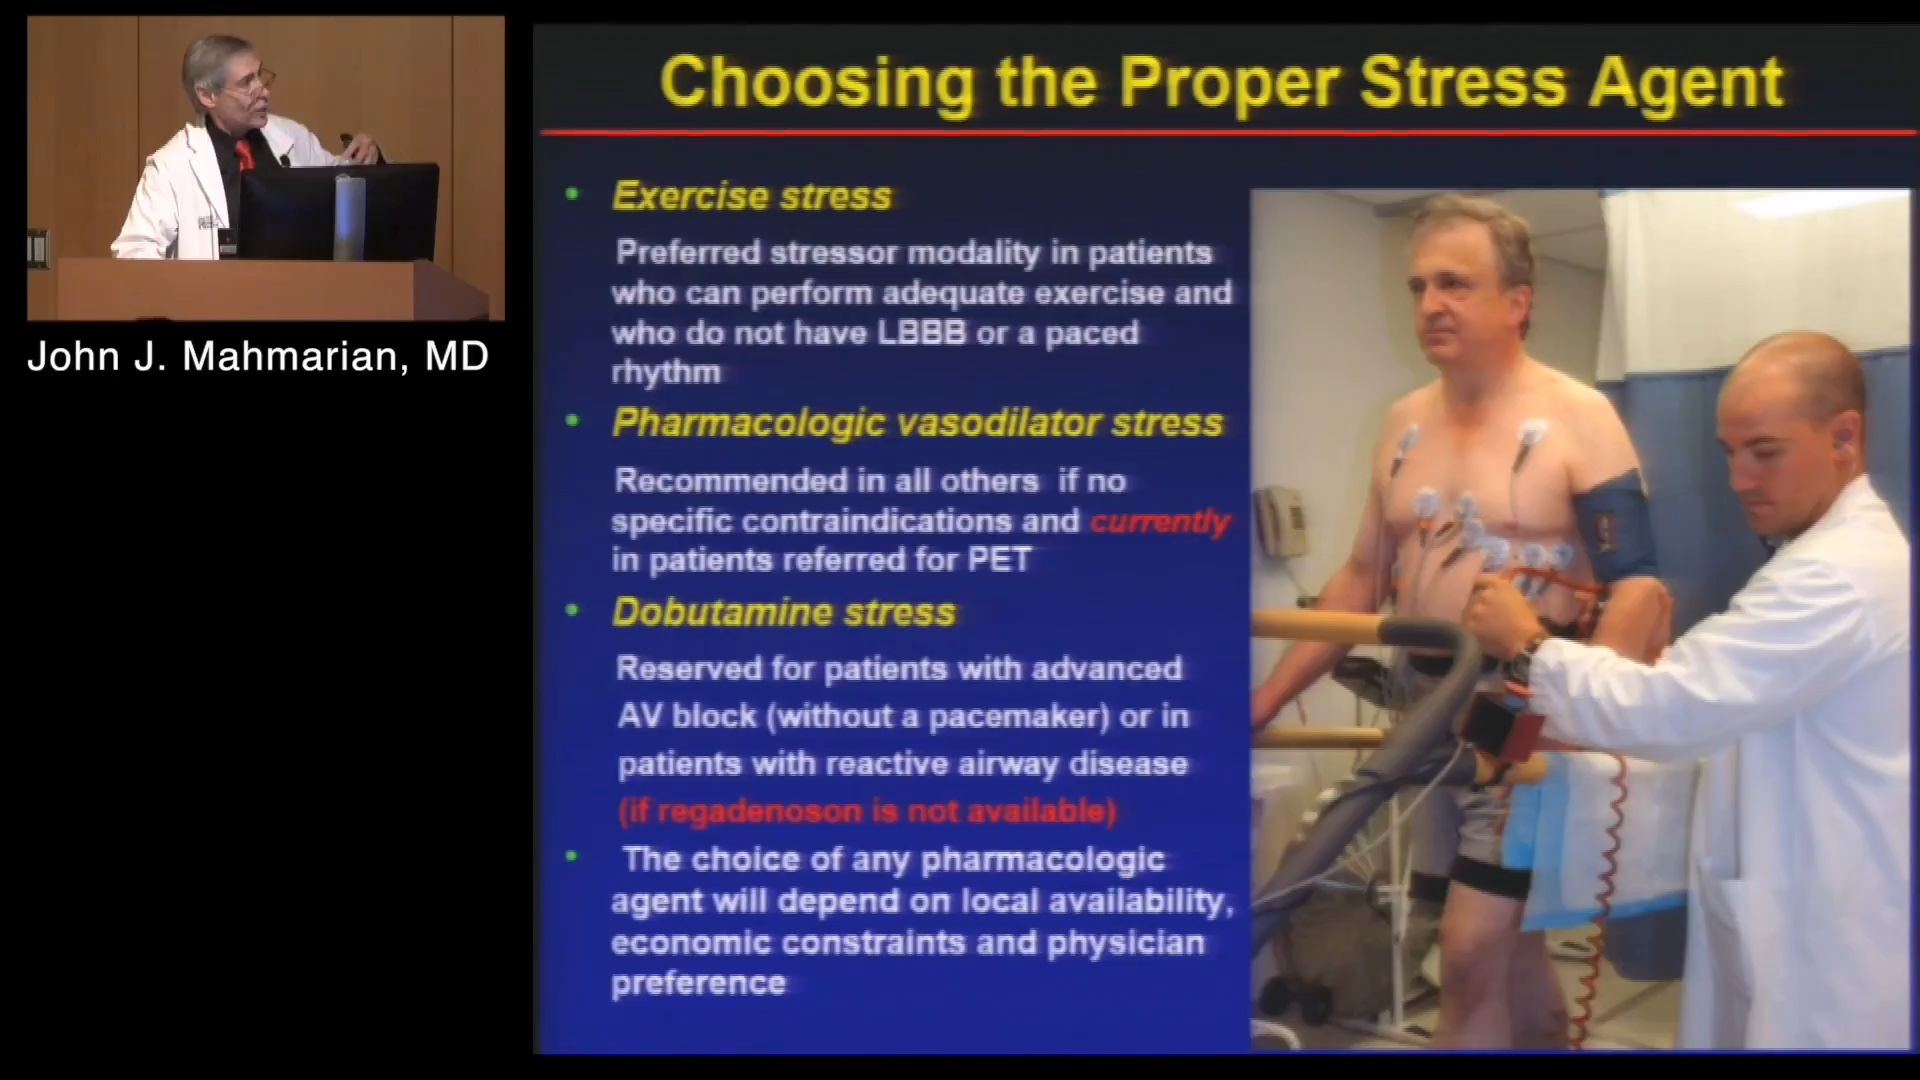 Choosing the Proper Stress Agent
John J. Mahmarian, MD
• Exercise stress
Preferred stressor modality in patients
who can perform adequate exercise and
who do not have LBBB or a paced
rhythm
• Pharmacologic vasodilator stress
Recommended in all others if no
specific contraindications and currently
in patients referred for PET
• Dobutamine stress
Reserved for patients with advanced
AV block (without a pacemaker) or in
patients with reactive airway disease
(if regadenoson is not available)
• The choice of any pharmacologic
agent will depend on local availability,
economic constraints and physician
preference